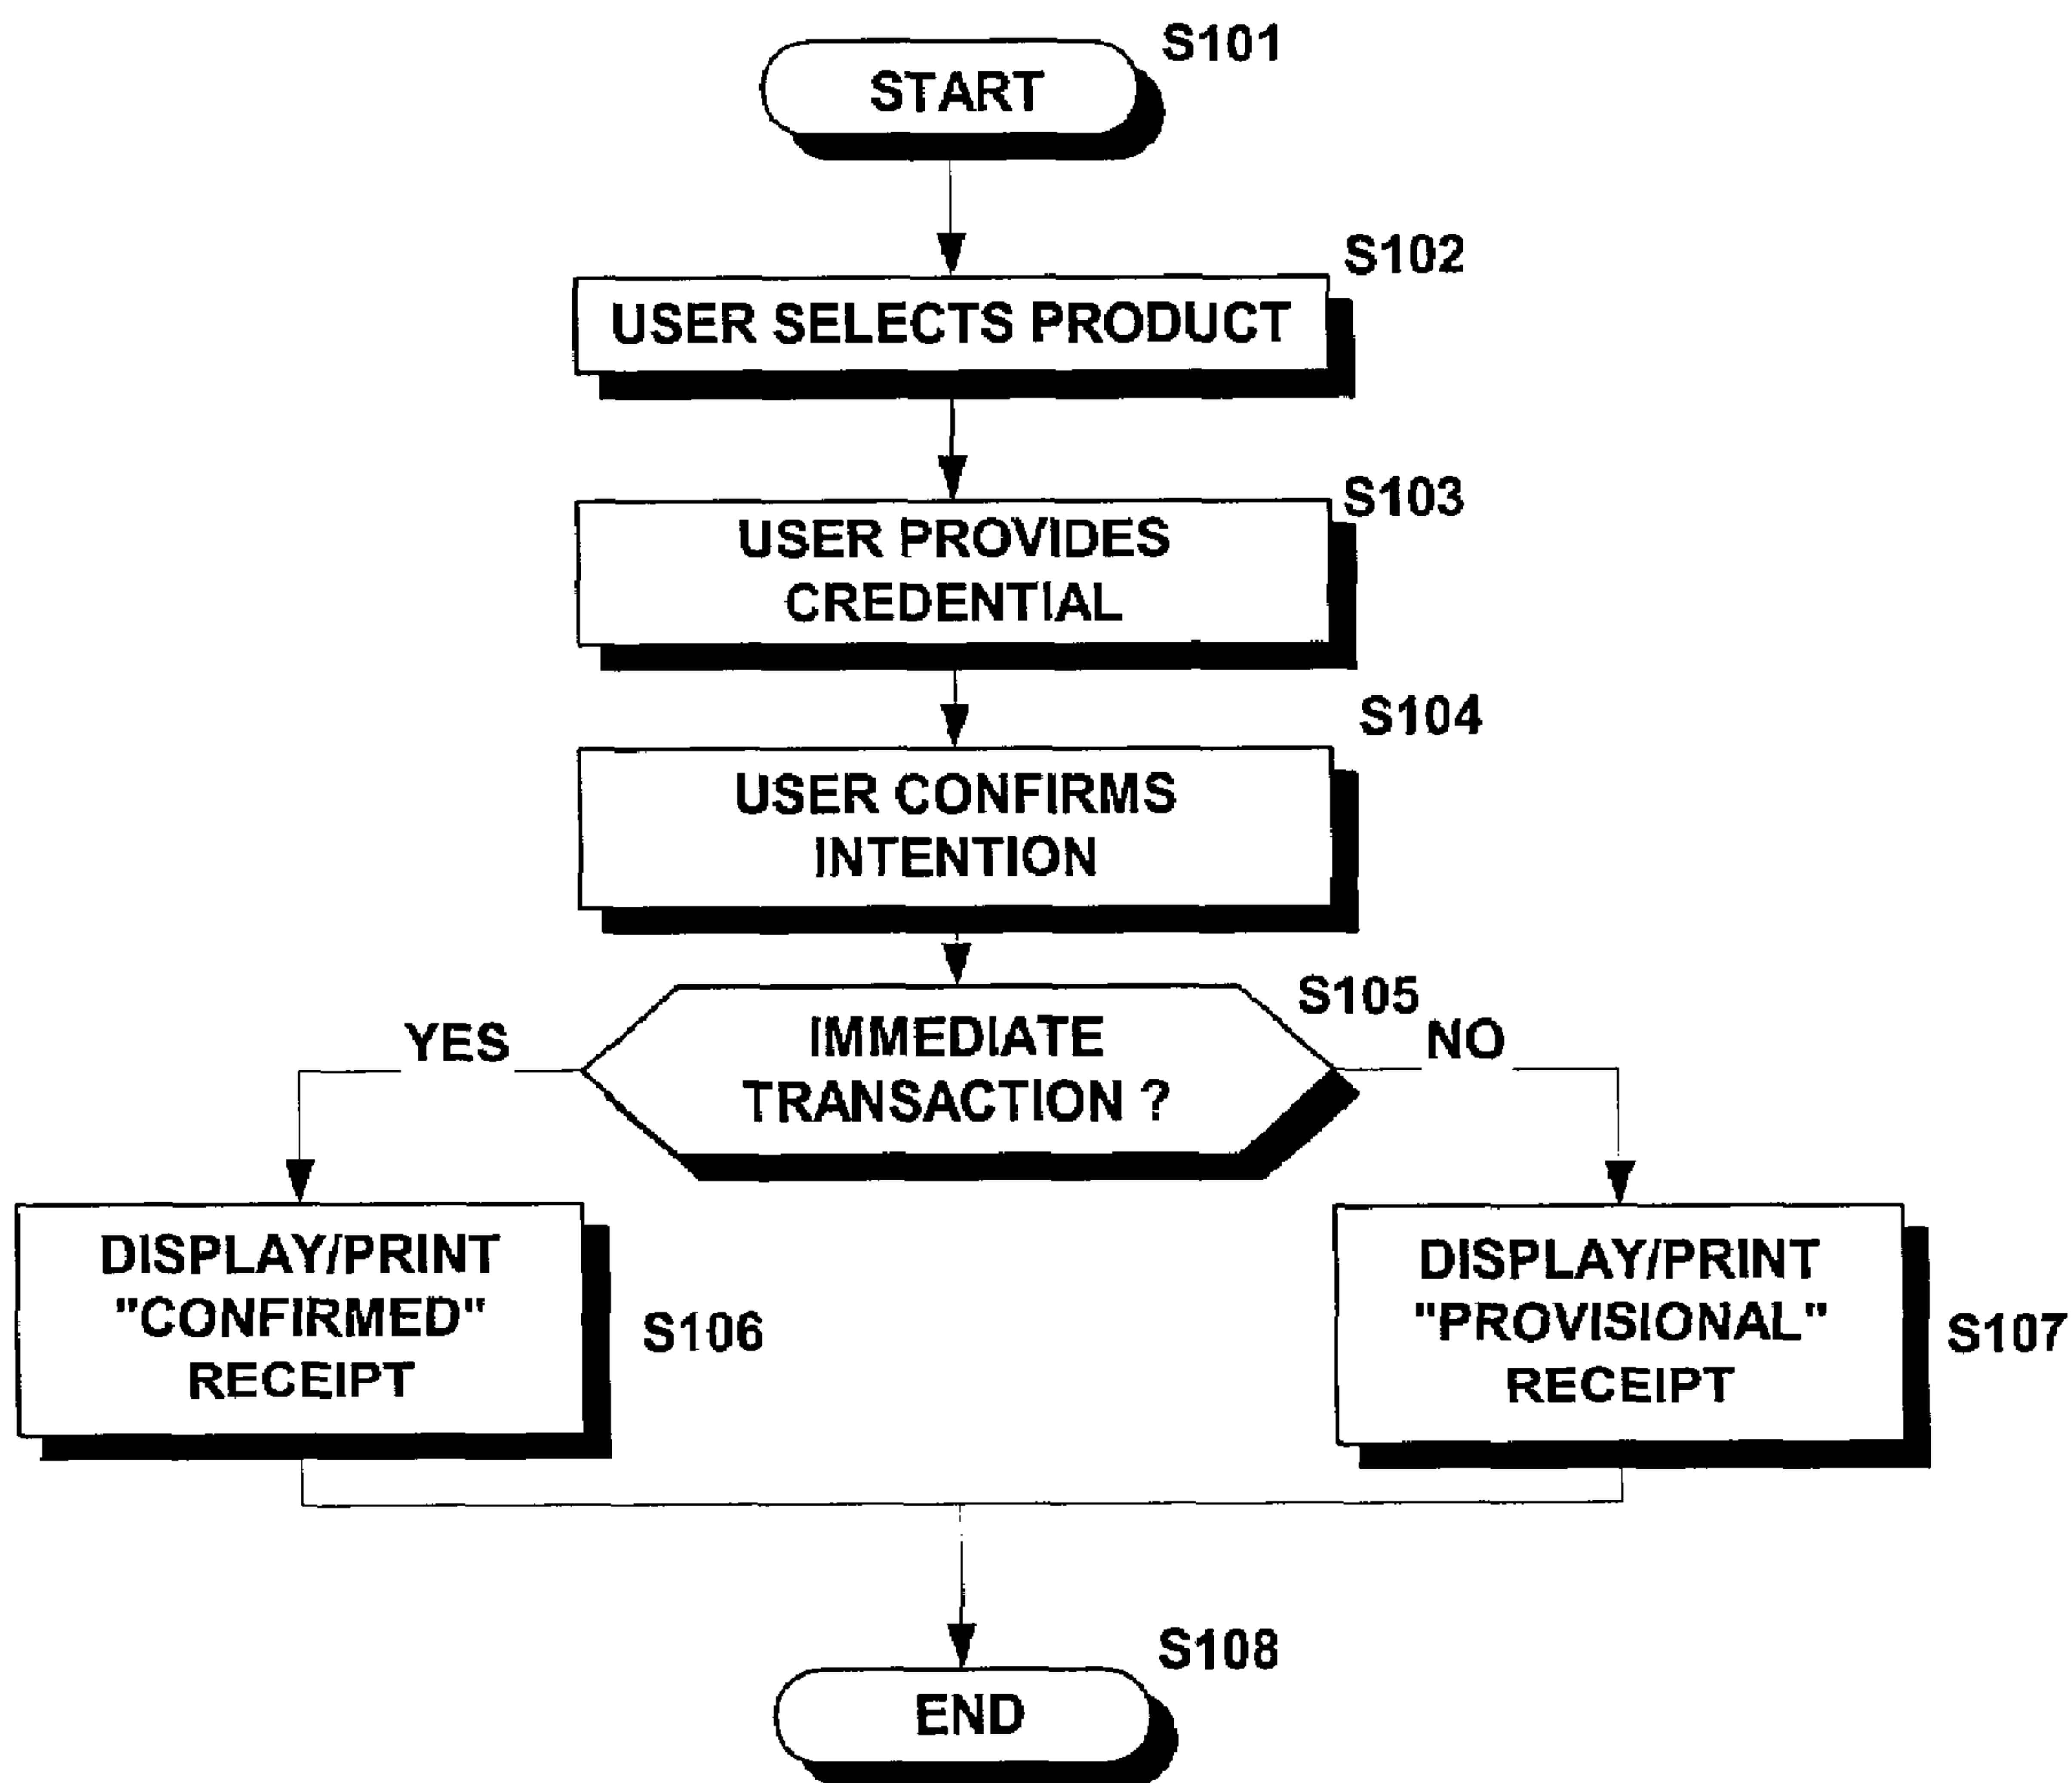 S101
START
S102
USER SELECTS PRODUCT
S103
USER PROVIDES
CREDENTIAL
S104
USER CONFIRMS
INTENTION
S105
YES
IMMEDIATE
TRANSACTION ?
NO
DISPLAY/PRINT
"CONFIRMED"
RECEIPT
S106
DISPLAY/PRINT
"PROVISIONAL"
RECEIPT
S107
S108
END